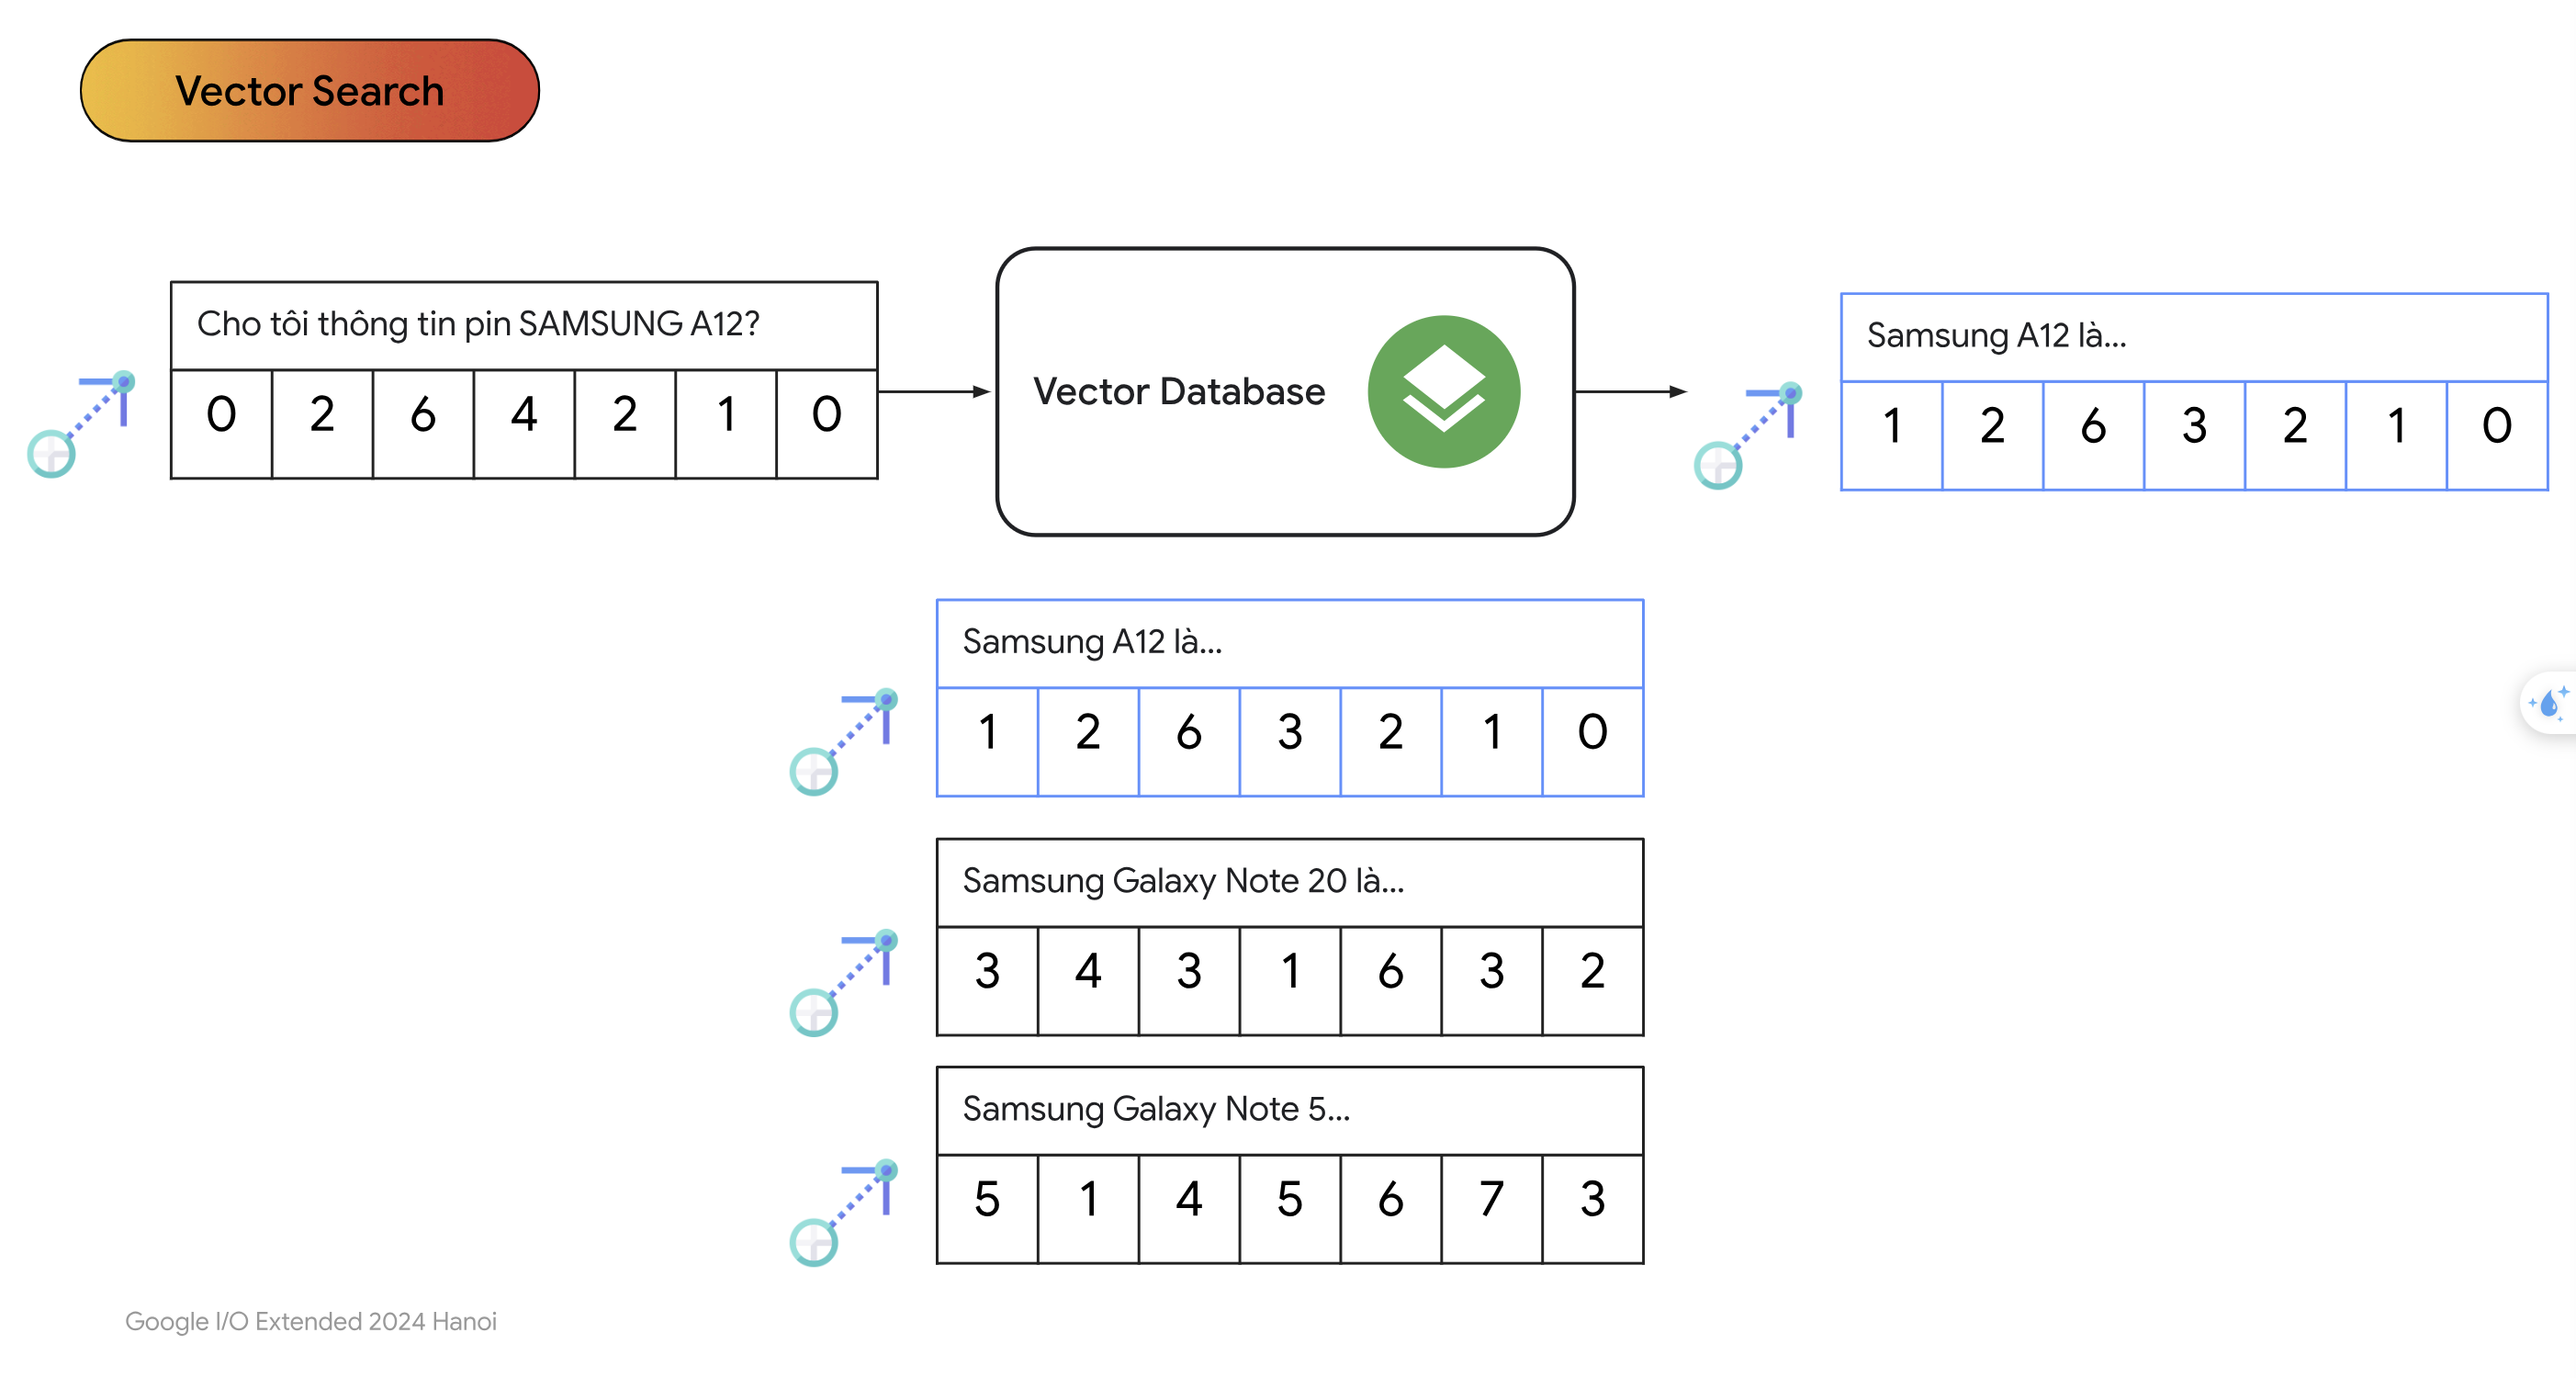 Vector Search
Cho tôi thông tin pin SAMSUNG A12?
0 2 6 4 2 1 0
Vector Database
Samsung A12 là...
1 2 6 3 2 1 0
Samsung A12 là...
1 2 6 3 2 1 0
Samsung Galaxy Note 20 là...
3 4 3 1 6 3 2
Samsung Galaxy Note 5...
5 1 4 5 6 7 3
Google I/O Extended 2024 Hanoi